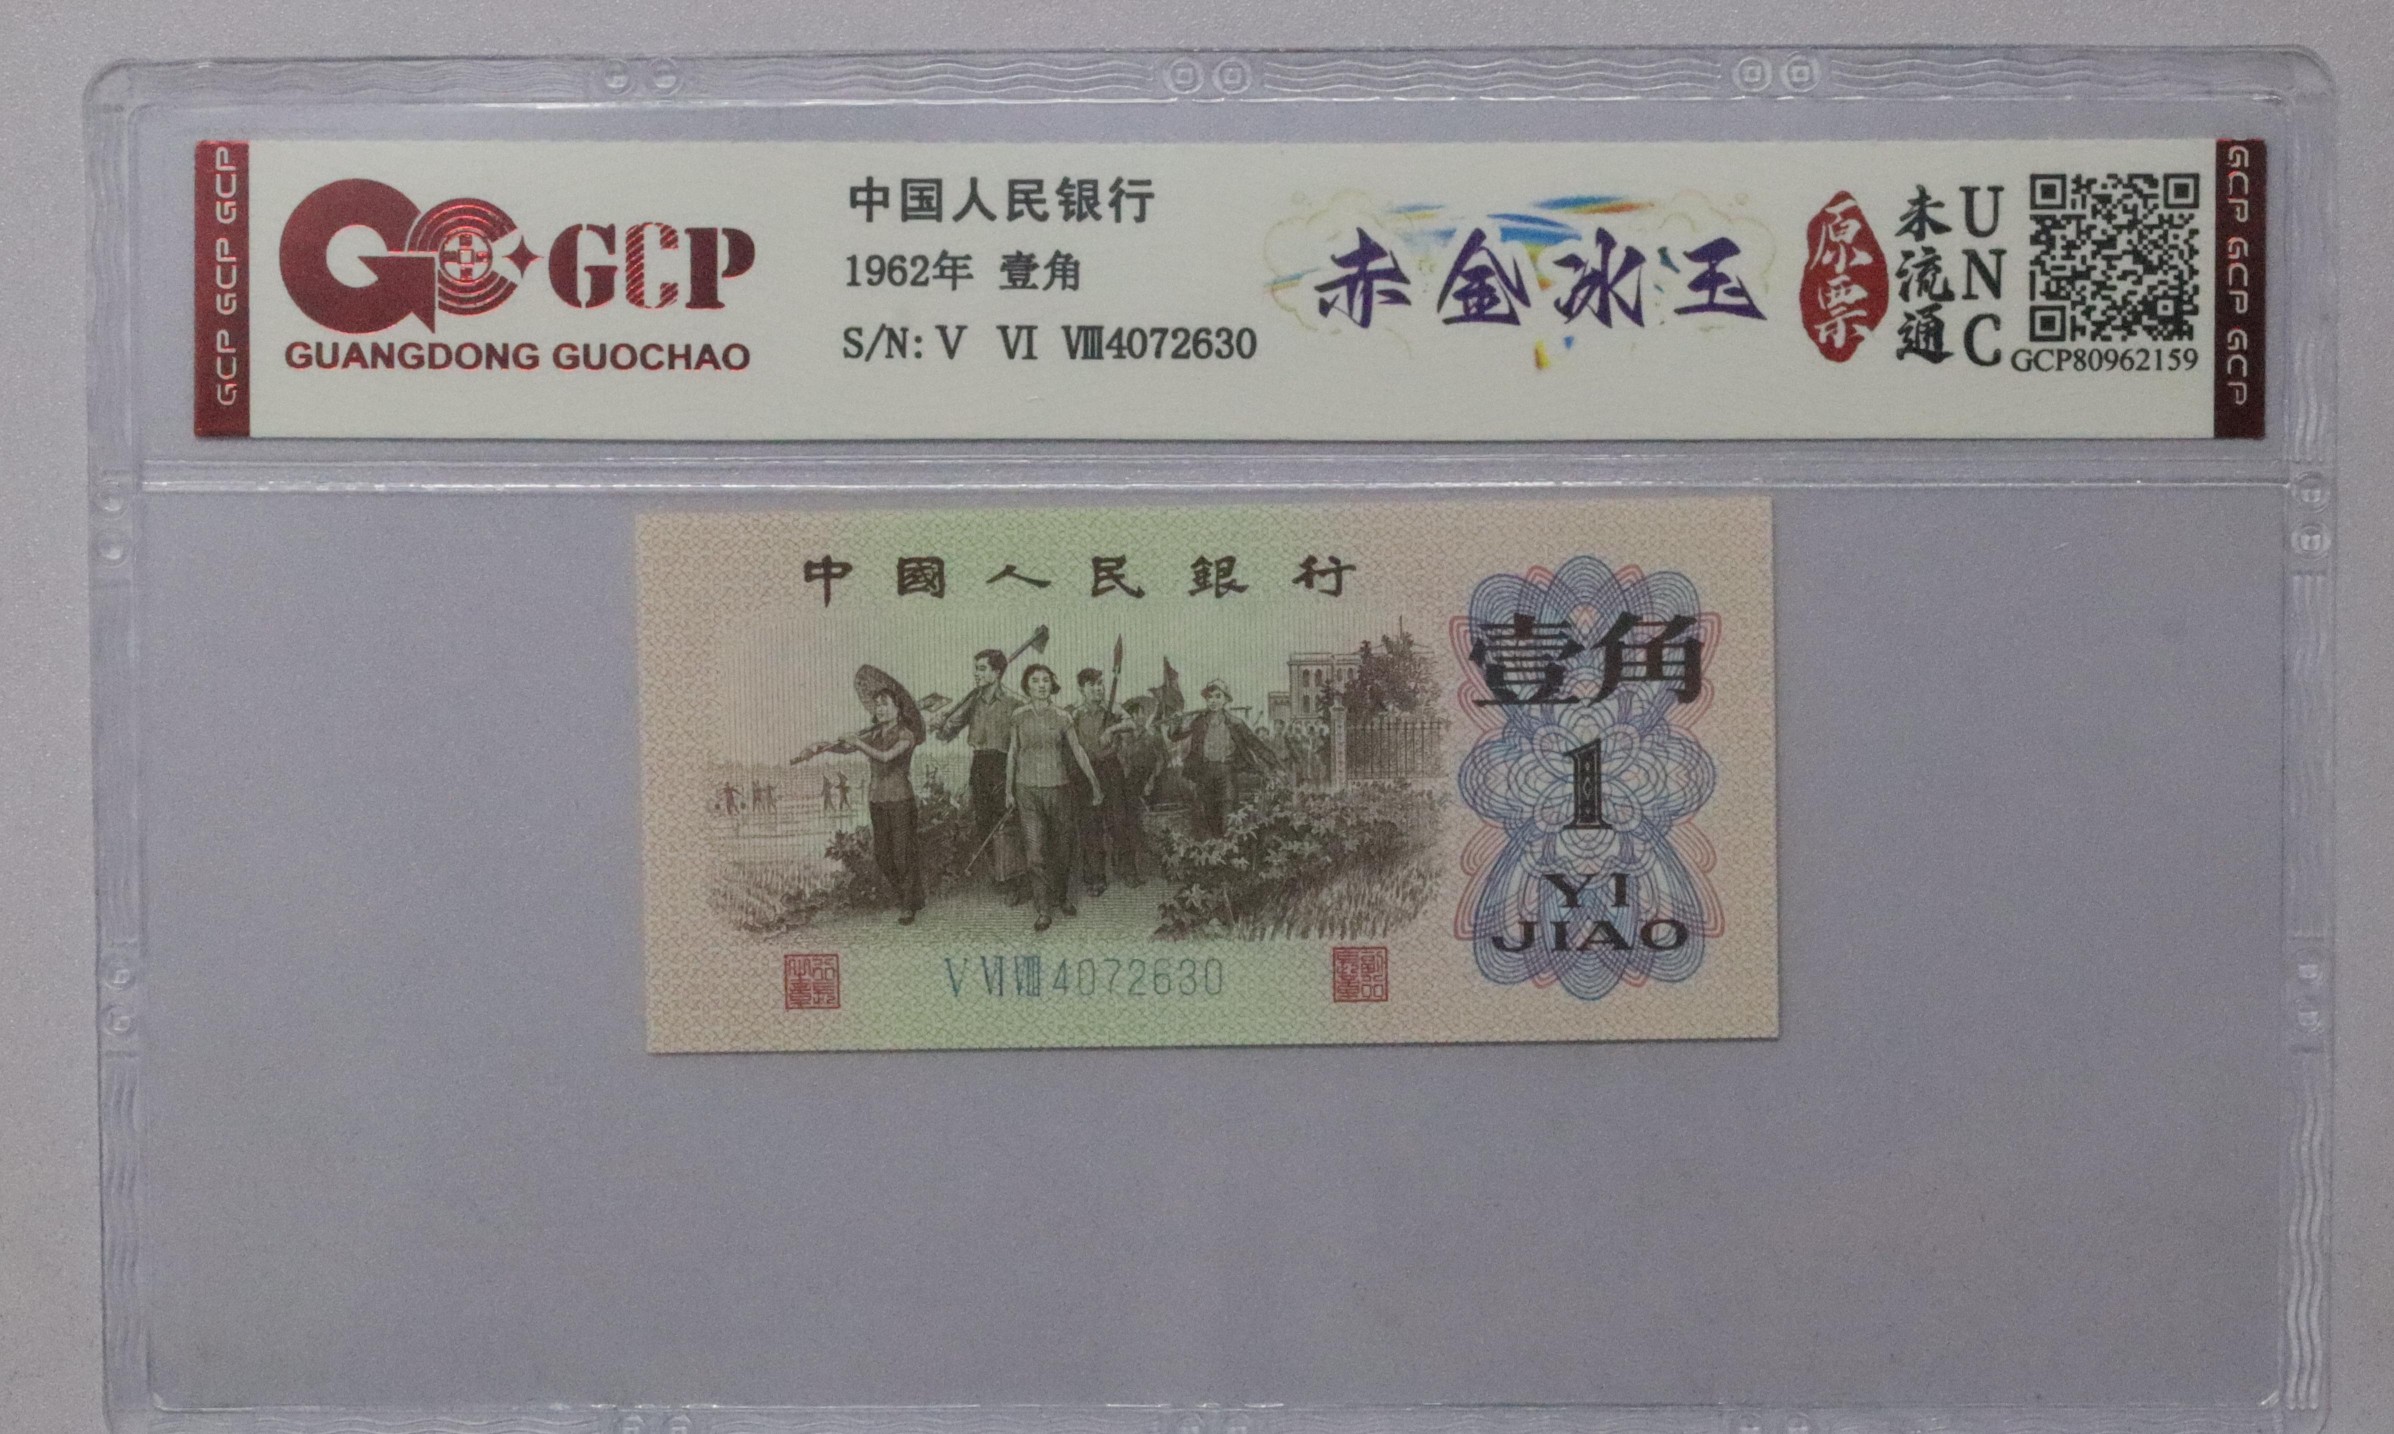 GCP GCP GCP
GCP
GUANGDONG GUOCHAO
中国人民银行
1962年 壹角
S/N: Ⅴ Ⅵ Ⅷ4072630
赤金冰玉
原票
未流通
UNC
GCP80962159
GCP GCP GCP
中國人民銀行
壹角
1
YI
JIAO
Ⅴ Ⅵ Ⅷ 4072630